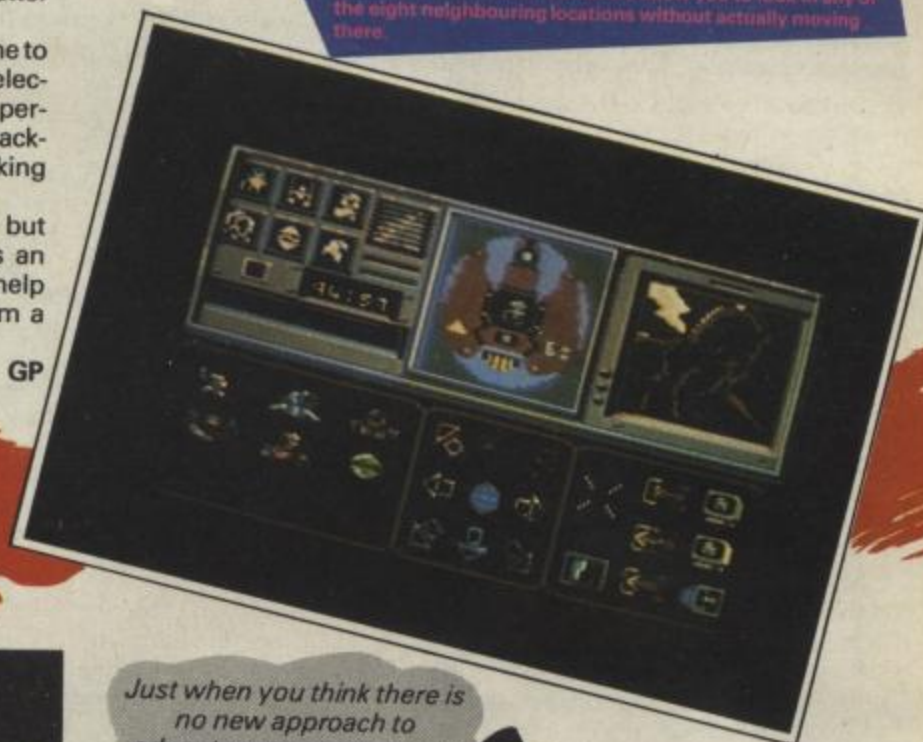 the eight neighbouring locations without actually moving
there.
me to
elec-
per-
ack-
king
but
s an
help
m a
GP
Just when you think there is
no new approach to